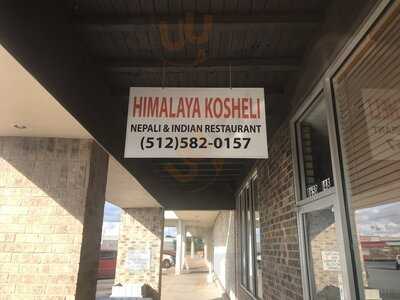 HIMALAYA KOSHELI
NEPALI & INDIAN RESTAURANT
(512)582-0157